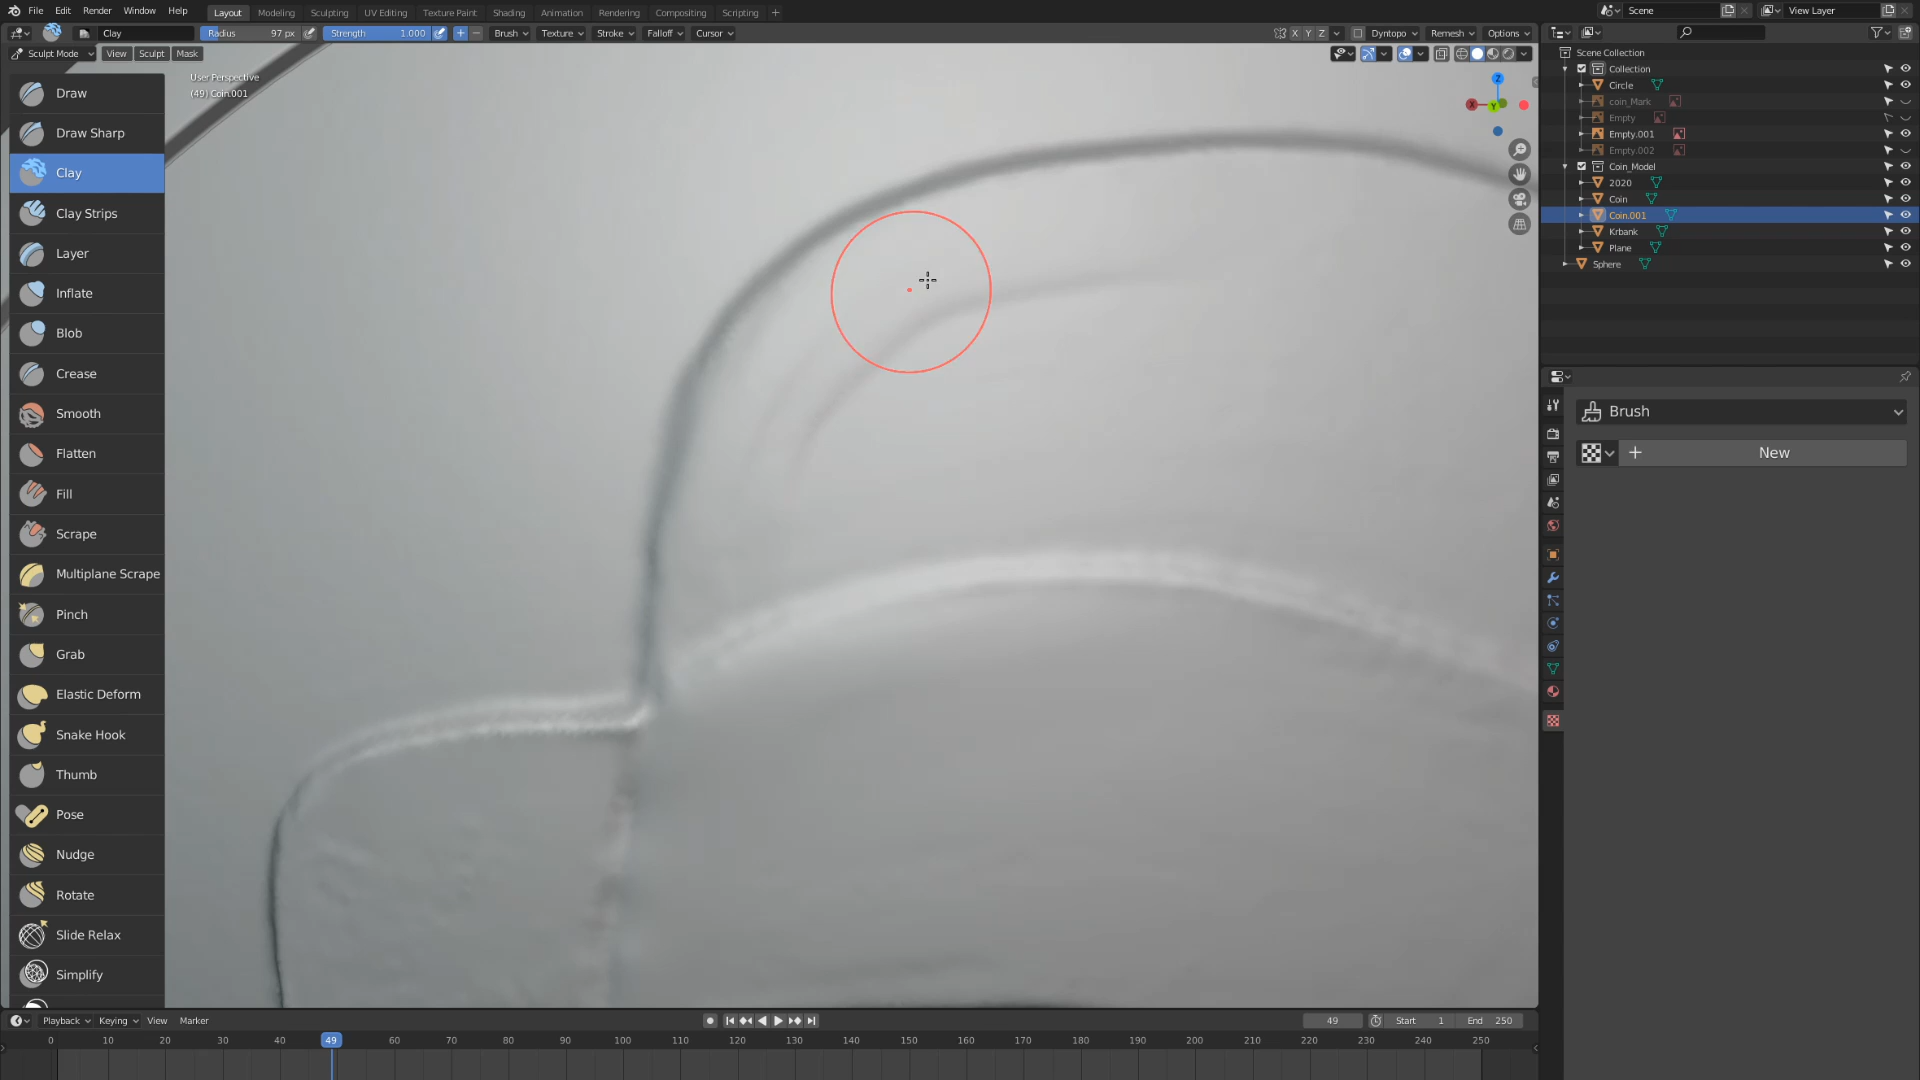 File Edit Render Window Help Layout Modeling Sculpting UV Editing Texture Paint Shading Animation Rendering Compositing Scripting + Scene View Layer
Clay Radius 97 px Strength 1.000 Brush Texture Stroke Falloff Cursor X Y Z Dyntopo Remesh Options
Sculpt Mode View Sculpt Mask
User Perspective
(49) Coin.001
Draw
Draw Sharp
Clay
Clay Strips
Layer
Inflate
Blob
Crease
Smooth
Flatten
Fill
Scrape
Multiplane Scrape
Pinch
Grab
Elastic Deform
Snake Hook
Thumb
Pose
Nudge
Rotate
Slide Relax
Simplify
Z
X
Y
Scene Collection
Collection
Circle
coin_Mark
Empty
Empty.001
Empty.002
Coin_Model
2020
Coin
Coin.001
Krbank
Plane
Sphere
Brush
New
Playback Keying View Marker 49 Start 1 End 250
0 10 20 30 40 49 60 70 80 90 100 110 120 130 140 150 160 170 180 190 200 210 220 230 240 250